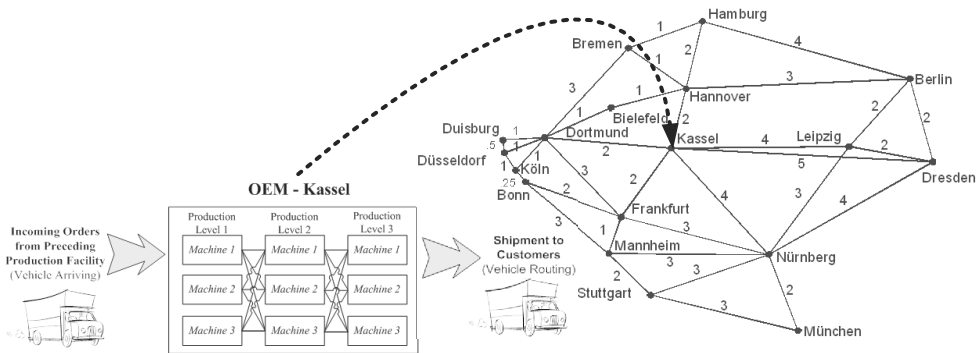 Hamburg
1
4
Bremen
1
2
3
3
Hannover
Berlin
1
1
Bielefeld
2
2
2
Duisburg
1
Dortmund
Kassel
4
Leipzig
2
.5
1
2
5
Düsseldorf
1
1
Köln
Dresden
.25
Bonn
2
3
2
4
3
4
OEM - Kassel
Production
Level 1
Production
Level 2
Production
Level 3
Machine 1
Machine 1
Machine 1
Machine 2
Machine 2
Machine 2
Machine 3
Machine 3
Machine 3
Incoming Orders
from Preceding
Production Facility
(Vehicle Arriving)
Shipment to
Customers
(Vehicle Routing)
Frankfurt
3
1
3
Mannheim
3
Nürnberg
2
3
Stuttgart
2
3
München